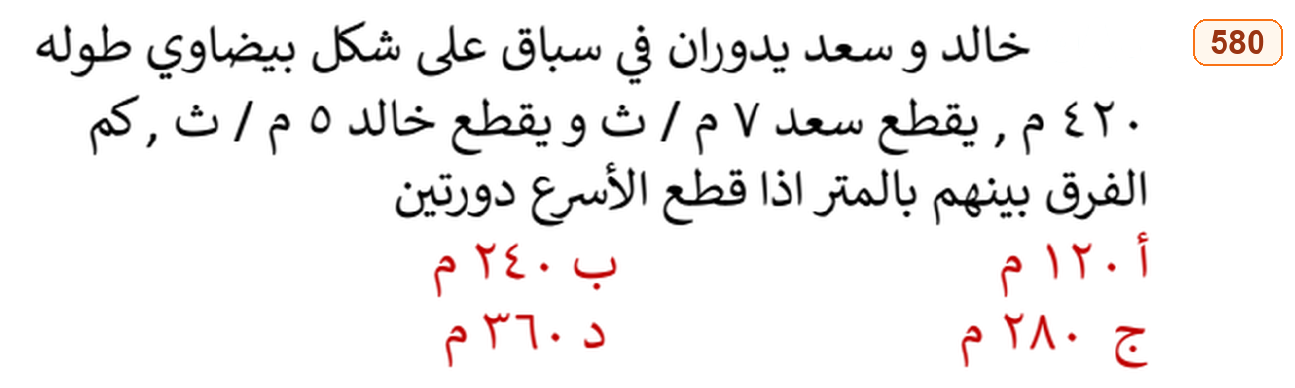 580
خالد و سعد يدوران في سباق على شكل بيضاوي طوله
٤٢٠ م , يقطع سعد ٧ م / ث و يقطع خالد ٥ م / ث , كم
الفرق بينهم بالمتر اذا قطع الأسرع دورتين
أ ١٢٠ م ب ٢٤٠ م
ج ٢٨٠ م د ٣٦٠ م